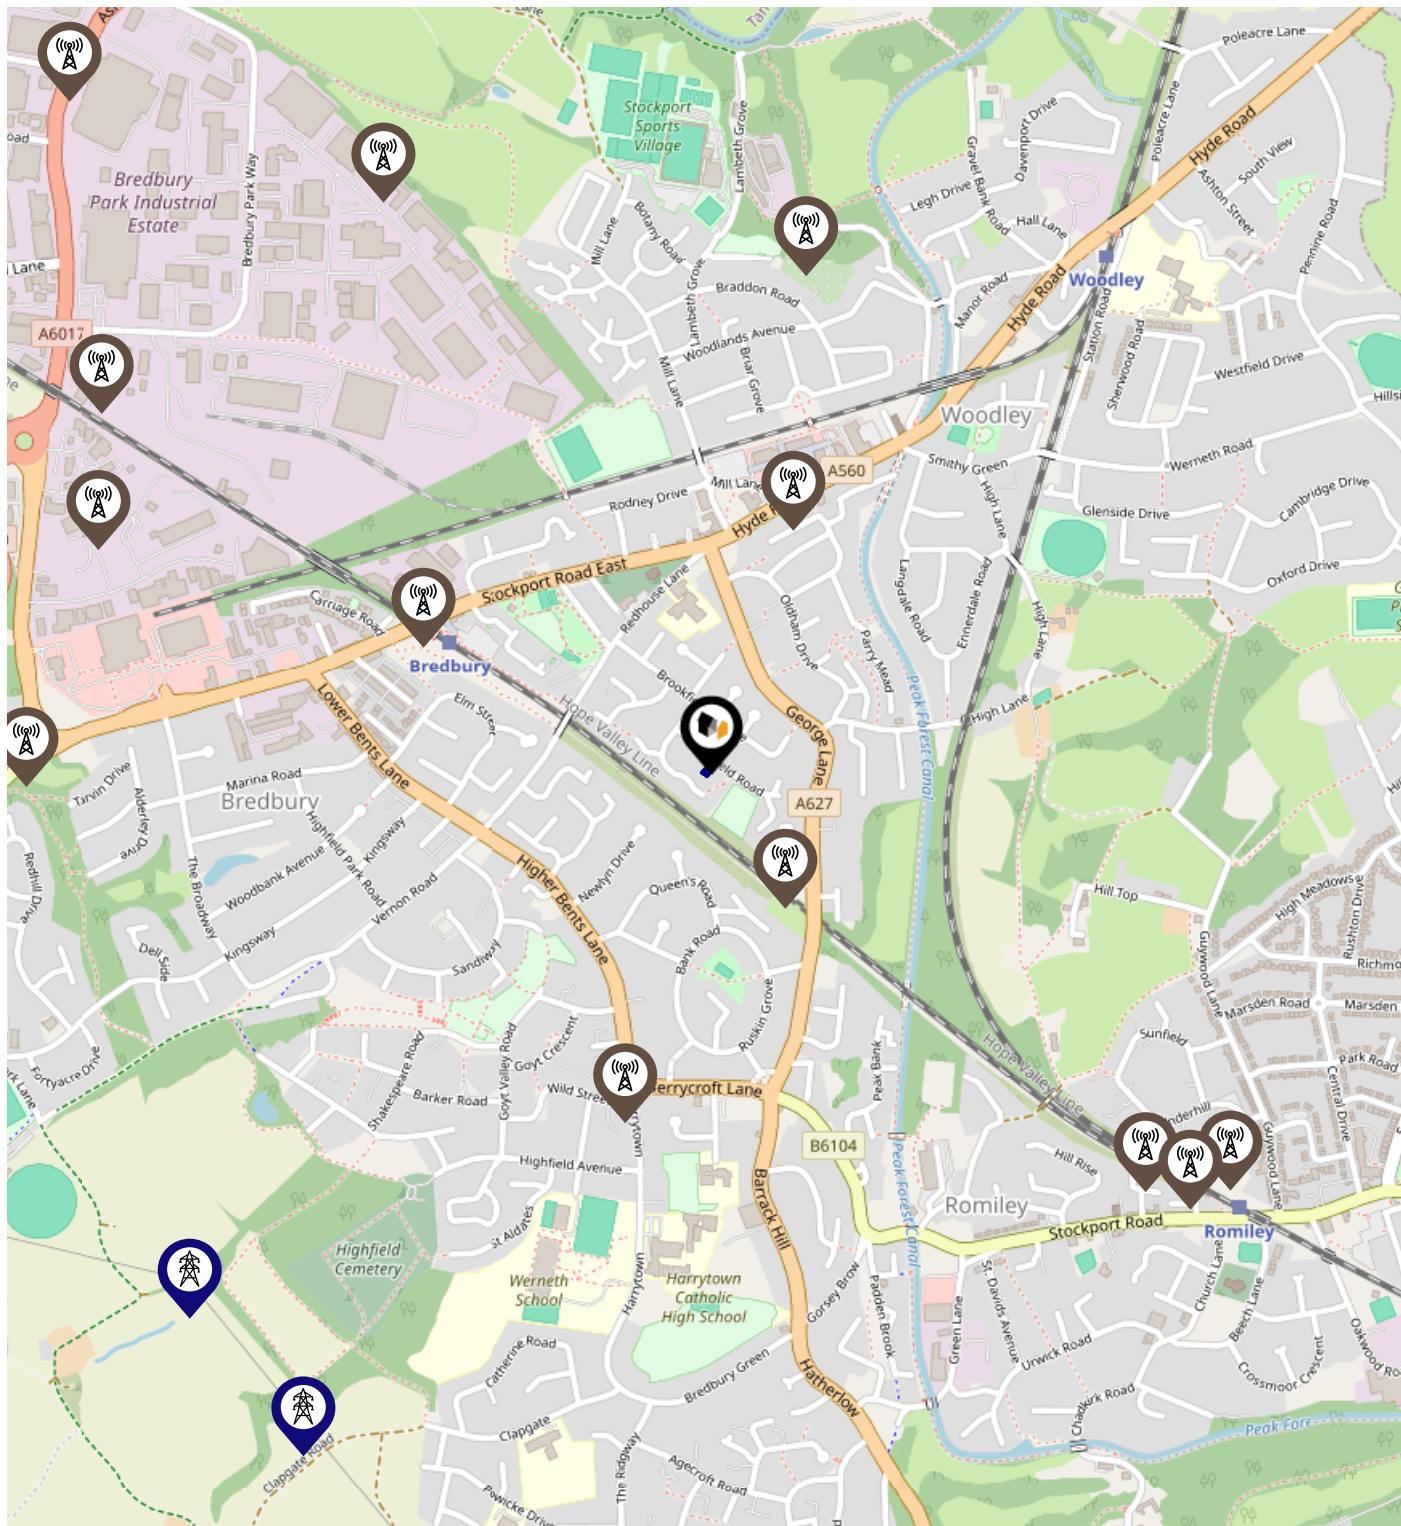 Poleacre Lane
Stockport
Sports
Village
Lambeth Grove
Davenport Drive
Poleacre Lane
Hyde Road
South View
Gravel Bank Road
Bredbury
Park Industrial
Estate
Bredbury Park Way
Legh Drive
Ashton Street
Hall Lane
Pennine Road
Mill Lane
Botany Road
Lane
Woodley
Lambeth Grove
Braddon Road
Manor Road
Hyde Road
Station Road
A6017
Woodlands Avenue
Sherwood Road
Westfield Drive
Mill Lane
Briar Grove
Woodley
Smithy Green
Werneth Road
A560
Mill Lane
Rodney Drive
High Lane
Cambridge Drive
Glenside Drive
Hyde
Stockport Road East
Oxford Drive
Langdale Road
Ennerdale Road
Carriage Road
Redhouse Lane
Oldham Drive
High Lane
Parry Mead
Bredbury
Peak Forest Canal
Elm Street
Lower Bents Lane
Hope Valley Line
George Lane
High Lane
Tarvin Drive
Marina Road
Bredbury
Alderley Drive
A627
Highfield Park Road
Kingsway
Redhill Drive
The Broadway
Woodbank Avenue
Vernon Road
Higher Bents Lane
Newlyn Drive
Queen's Road
Hill Top
High Meadows
Rushton Drive
Dell Side
Kingsway
Sandiway
Bank Road
Guywood Lane
Marsden Road
Marsden
Ruskin Grove
Goyt Valley Road
Goyt Crescent
Shakespeare Road
Sunfield
Hope Valley Line
Park Road
Fortyacre Drive
Peak Bank
Central Drive
Barker Road
Wild Street
Berrycroft Lane
B6104
Highfield Avenue
Peak Forest Canal
Hill Rise
Guywood Lane
Barrack Hill
Romiley
Stockport Road
Romiley
St Aldates
Highfield
Cemetery
Werneth
School
Harrytown
Harrytown
Catholic
High School
Gorsey Brow
Padden Brook
Green Lane
St. Davids Avenue
Church Lane
Beech Lane
Catherine Road
Bredbury Green
Hatherlow
Urwick Road
Crossmoor Crescent
Chadkirk Road
Clapgate
Clapgate Road
The Ridgway
Agecroft Road